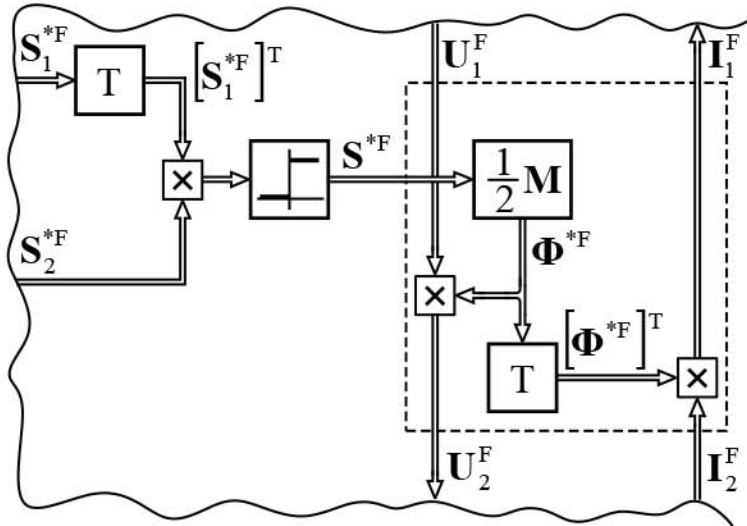 S₁*ᶠ
T
[S₁*ᶠ]ᵀ
×
S₂*ᶠ
S*ᶠ
U₁ᶠ
I₁ᶠ
½M
Φ*ᶠ
×
T
[Φ*ᶠ]ᵀ
×
U₂ᶠ
I₂ᶠ